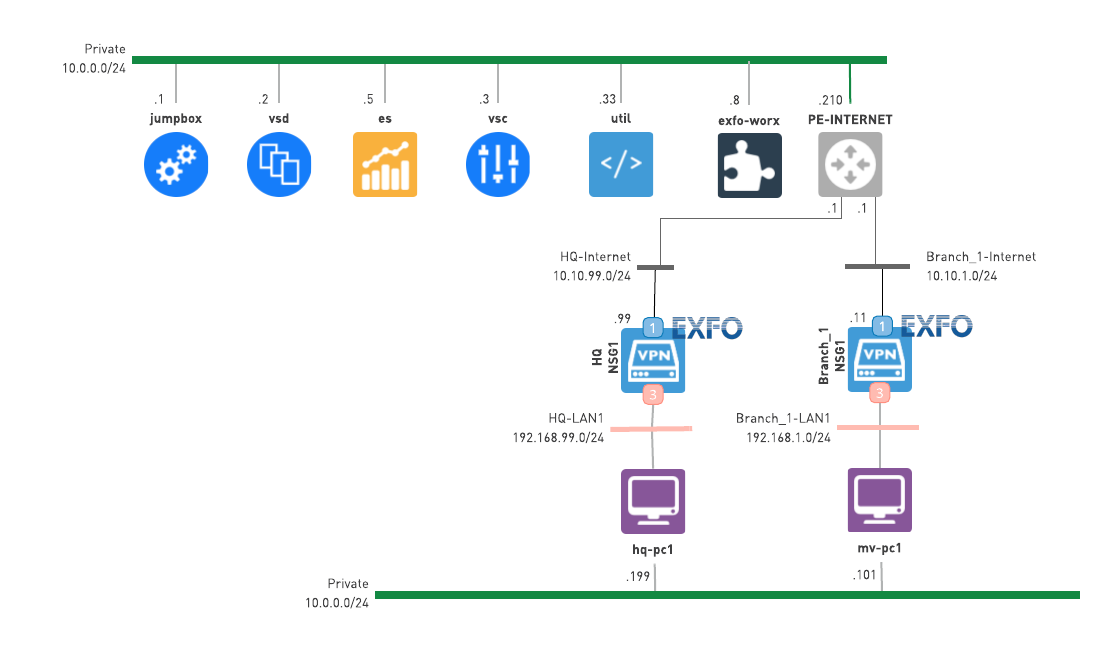 Private
10.0.0.0/24
.1
.2
.5
.3
.33
.8
.210
jumpbox
vsd
es
vsc
util
exfo-worx
PE-INTERNET
</>
.1
.1
HQ-Internet
10.10.99.0/24
Branch_1-Internet
10.10.1.0/24
.99
1
EXFO
HQ
NSG1
VPN
3
.11
1
EXFO
Branch_1
NSG1
VPN
3
HQ-LAN1
192.168.99.0/24
Branch_1-LAN1
192.168.1.0/24
hq-pc1
mv-pc1
.199
.101
Private
10.0.0.0/24